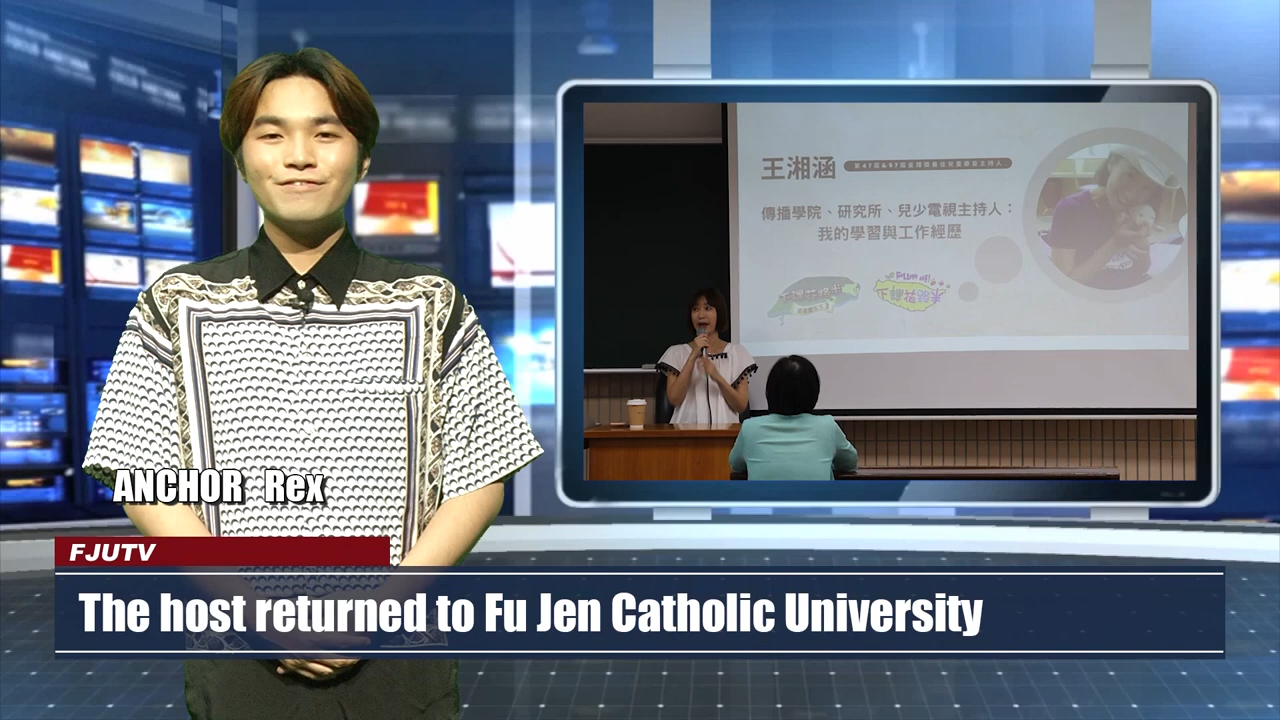 王湘涵
傳播學院、研究所、兒少電視主持人：
我的學習與工作經歷
ANCHOR Rex
FJUTV
The host returned to Fu Jen Catholic University